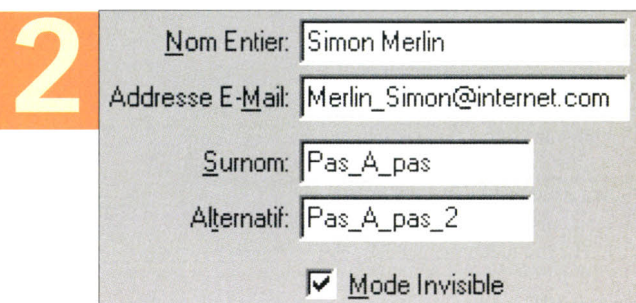 2
Nom Entier: Simon Merlin
Addresse E-Mail: Merlin_Simon@internet.com
Surnom: Pas_A_pas
Alternatif: Pas_A_pas_2
Mode Invisible